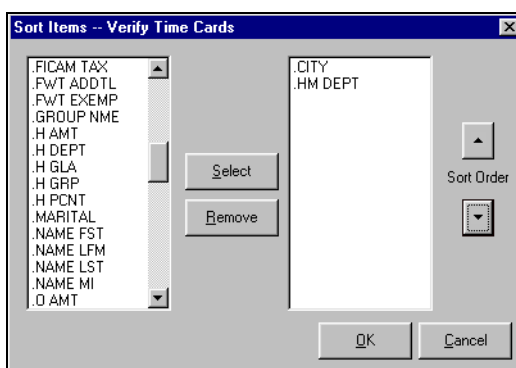 Sort Items -- Verify Time Cards
.FICAM TAX
.FWT ADDTL
.FWT EXEMP
.GROUP NME
.H AMT
.H DEPT
.H GLA
.H GRP
.H PCNT
.MARITAL
.NAME FST
.NAME LFM
.NAME LST
.NAME MI
.O AMT
Select
Remove
.CITY
.HM DEPT
Sort Order
OK
Cancel